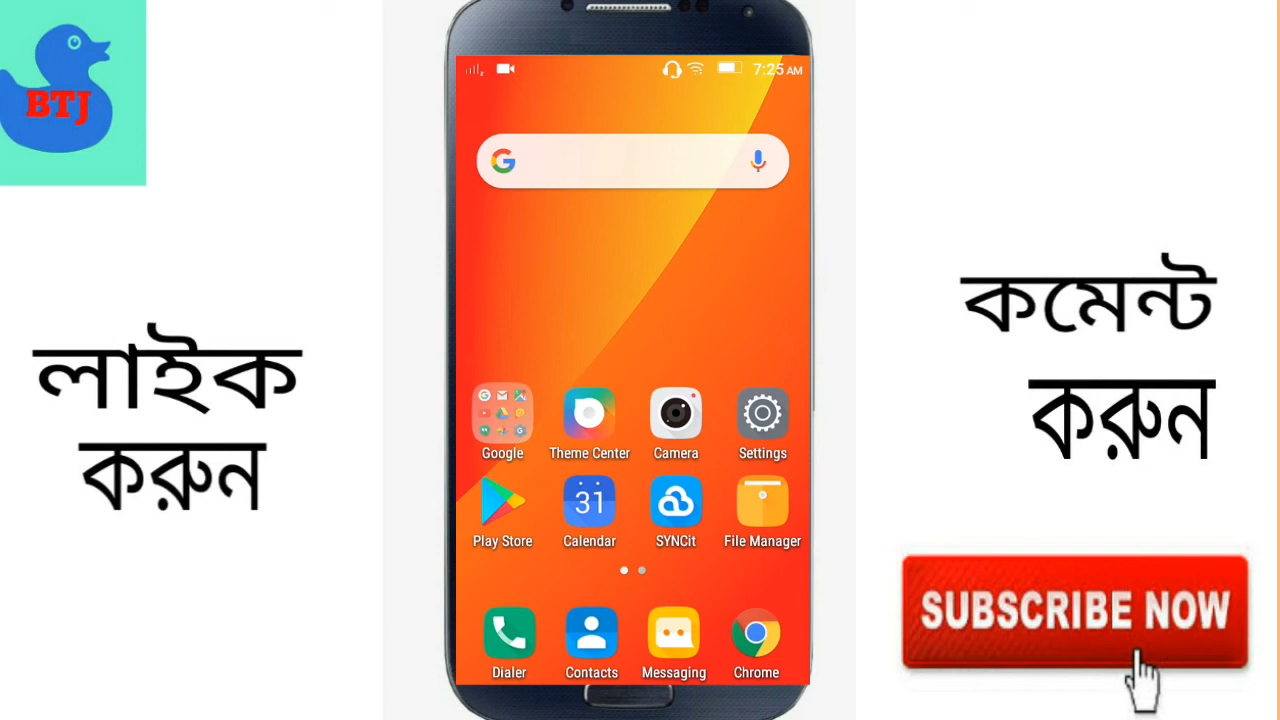 BTJ
লাইক
করুন
7:25 AM
Google
Theme Center
Camera
Settings
31
Play Store
Calendar
SYNCit
File Manager
Dialer
Contacts
Messaging
Chrome
কমেন্ট
করুন
SUBSCRIBE NOW